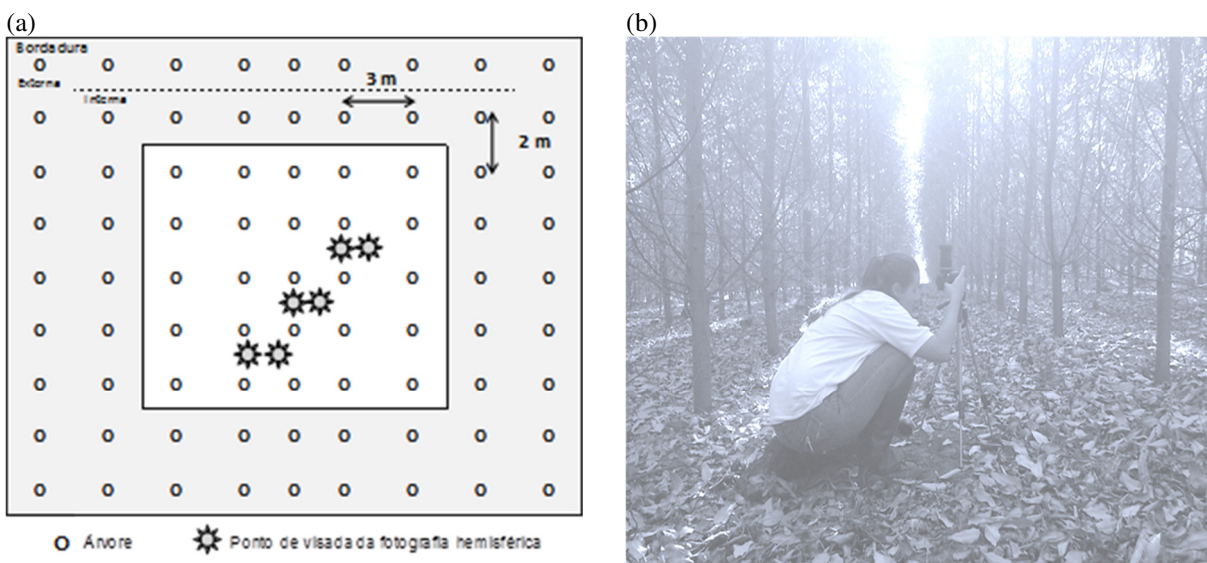 (a)
(b)
Bordadura
Externa
Interna
3 m
2 m
Árvore
Ponto de visada da fotografia hemisférica